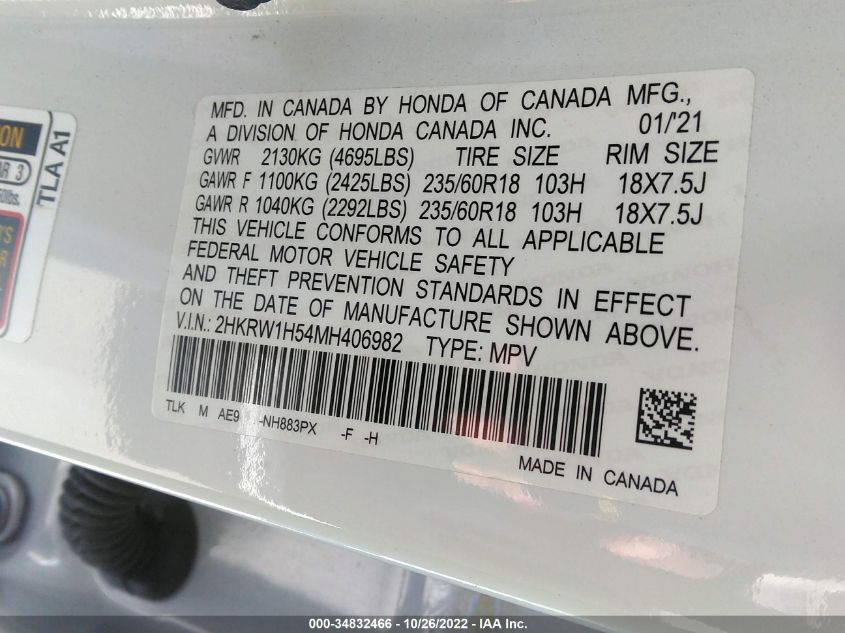 MFD. IN CANADA BY HONDA OF CANADA MFG.,
A DIVISION OF HONDA CANADA INC. 01/'21
GVWR 2130KG (4695LBS) TIRE SIZE RIM SIZE
GAWR F 1100KG (2425LBS) 235/60R18 103H 18X7.5J
GAWR R 1040KG (2292LBS) 235/60R18 103H 18X7.5J
THIS VEHICLE CONFORMS TO ALL APPLICABLE
FEDERAL MOTOR VEHICLE SAFETY
AND THEFT PREVENTION STANDARDS IN EFFECT
ON THE DATE OF MANUFACTURE SHOWN ABOVE.
V.I.N.: 2HKRW1H54MH406982 TYPE: MPV
TLK M AE9 -NH883PX -F -H
MADE IN CANADA
TLA A1
000-34832466 - 10/26/2022 - IAA Inc.